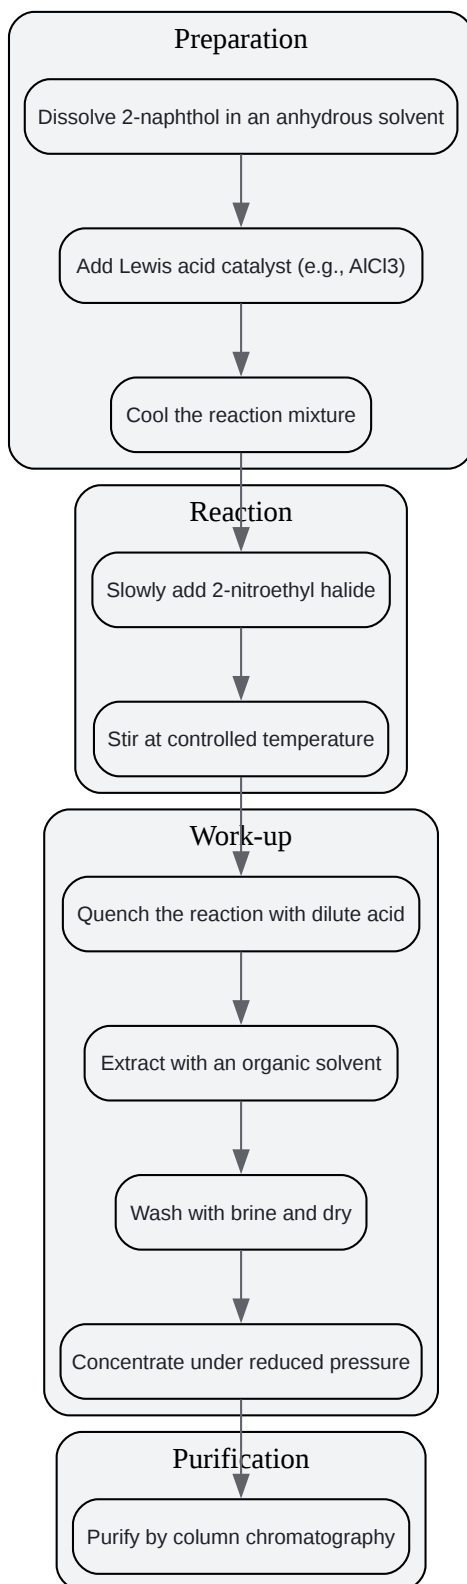 Preparation
Dissolve 2-naphthol in an anhydrous solvent
Add Lewis acid catalyst (e.g., AlCl3)
Cool the reaction mixture
Reaction
Slowly add 2-nitroethyl halide
Stir at controlled temperature
Work-up
Quench the reaction with dilute acid
Extract with an organic solvent
Wash with brine and dry
Concentrate under reduced pressure
Purification
Purify by column chromatography